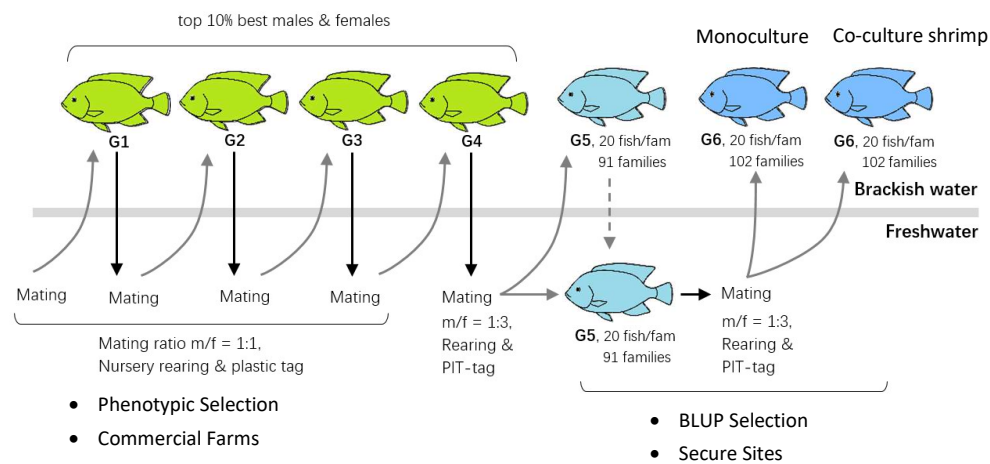 top 10% best males & females
Monoculture
Co-culture shrimp
G1
G2
G3
G4
G5, 20 fish/fam
91 families
G6, 20 fish/fam
102 families
G6, 20 fish/fam
102 families
Brackish water
Freshwater
Mating
Mating
Mating
Mating
Mating
m/f = 1:3,
Rearing &
PIT-tag
G5, 20 fish/fam
91 families
Mating
m/f = 1:3,
Rearing &
PIT-tag
Mating ratio m/f = 1:1,
Nursery rearing & plastic tag
• Phenotypic Selection
• Commercial Farms
• BLUP Selection
• Secure Sites